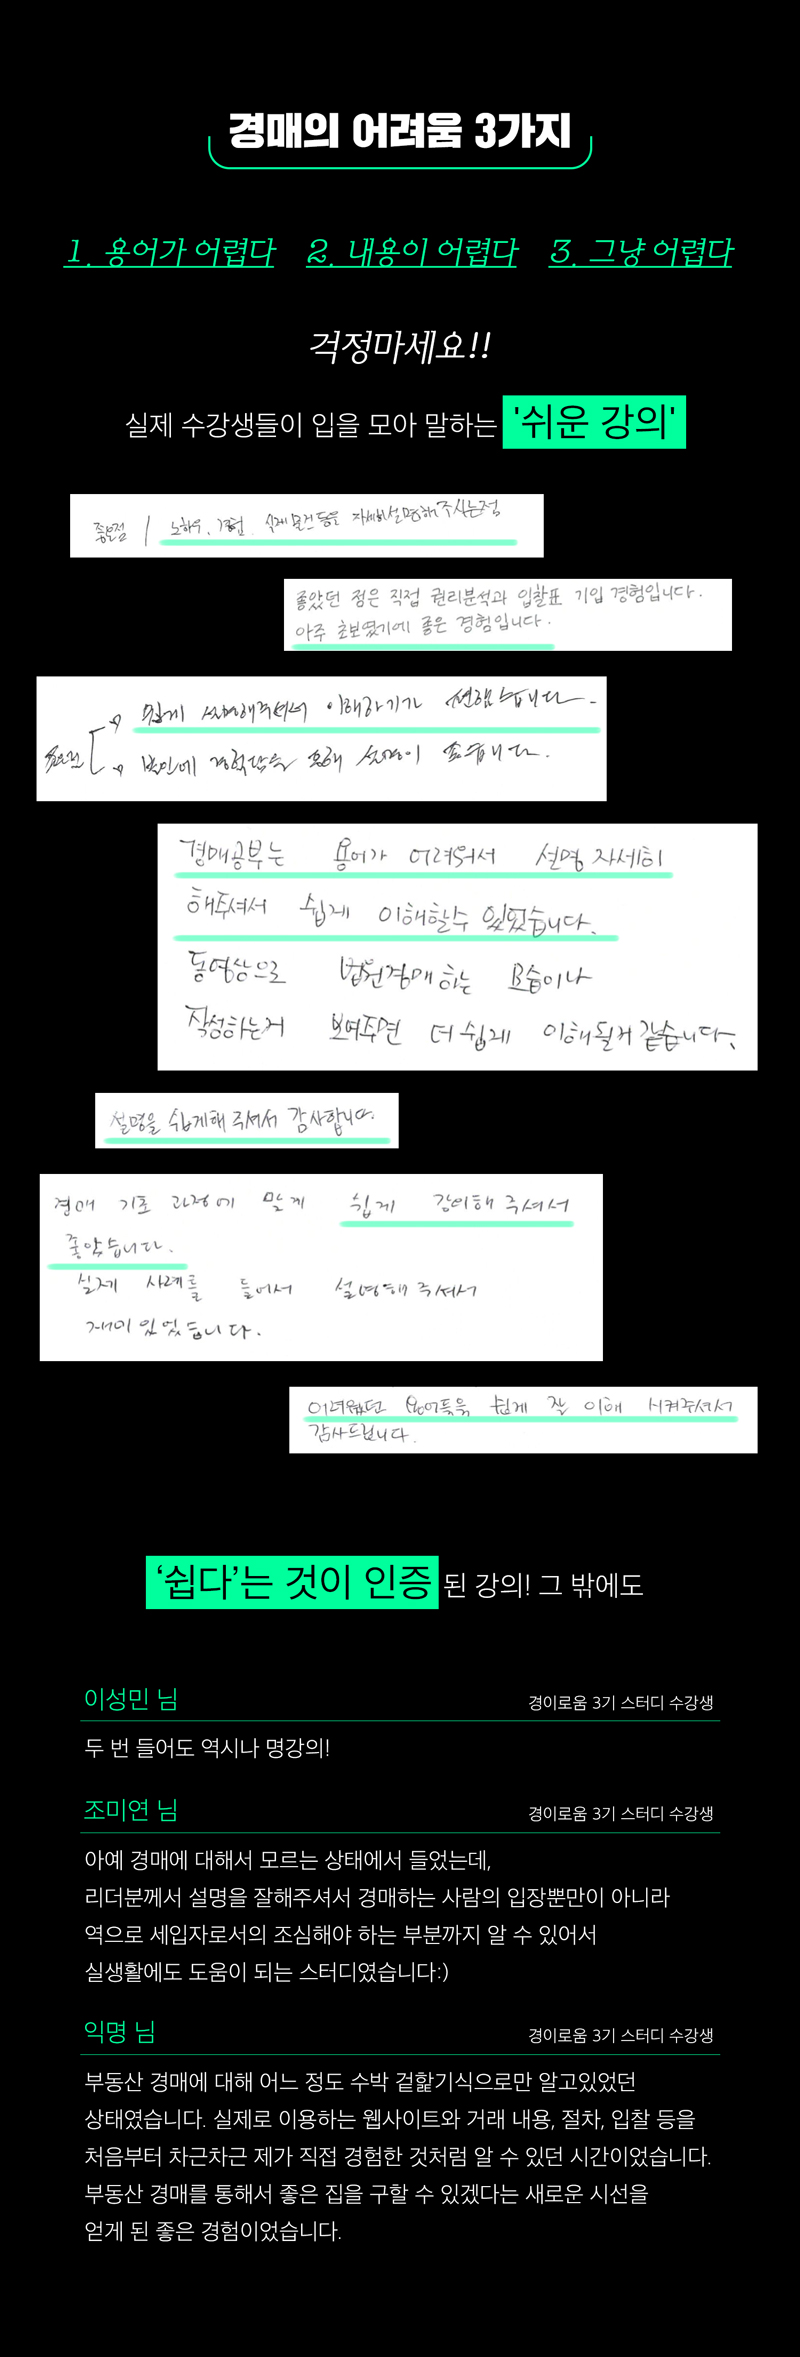 경매의 어려움 3가지
1. 용어가 어렵다 2. 내용이 어렵다 3. 그냥 어렵다
걱정마세요!!
실제 수강생들이 입을 모아 말하는 '쉬운 강의'
좋은점 / 노하우, 경험, 실제 물건 등을 자세히 설명해 주시는점
좋았던 점은 직접 권리분석과 입찰표 기입 경험입니다.
아주 초보였기에 좋은 경험입니다.
쉽게 설명해주셔서 이해하기가 편했습니다.
본인에 경험담을 통해 설명이 좋습니다.
경매공부는 용어가 어려워서 설명 자세히
해주셔서 쉽게 이해할수 있었습니다.
동영상으로 법원경매하는 모습이나
작성하는거 보여주면 더 쉽게 이해될거 같습니다.
설명을 쉽게해 주셔서 감사합니다.
경매 기초 과정에 맞게 쉽게 강의해 주셔서
좋았습니다.
실제 사례를 들어서 설명해 주셔서
재미있었습니다.
어려웠던 용어들을 쉽게 잘 이해 시켜주셔서
감사드립니다.
‘쉽다’는 것이 인증 된 강의! 그 밖에도
이성민 님 경이로움 3기 스터디 수강생
두 번 들어도 역시나 명강의!
조미연 님 경이로움 3기 스터디 수강생
아예 경매에 대해서 모르는 상태에서 들었는데,
리더분께서 설명을 잘해주셔서 경매하는 사람의 입장뿐만이 아니라
역으로 세입자로서의 조심해야 하는 부분까지 알 수 있어서
실생활에도 도움이 되는 스터디였습니다:)
익명 님 경이로움 3기 스터디 수강생
부동산 경매에 대해 어느 정도 수박 겉핥기식으로만 알고있었던
상태였습니다. 실제로 이용하는 웹사이트와 거래 내용, 절차, 입찰 등을
처음부터 차근차근 제가 직접 경험한 것처럼 알 수 있던 시간이었습니다.
부동산 경매를 통해서 좋은 집을 구할 수 있겠다는 새로운 시선을
얻게 된 좋은 경험이었습니다.